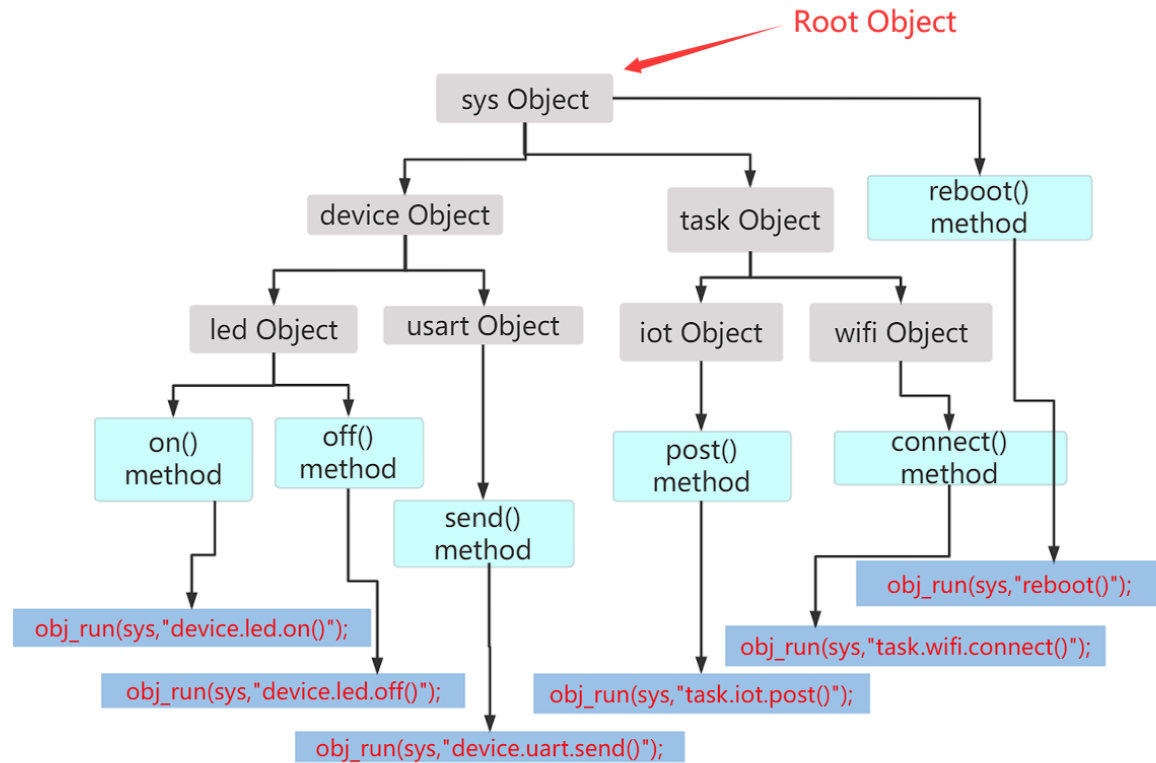 Root Object
sys Object
reboot()
method
device Object
task Object
led Object
usart Object
iot Object
wifi Object
on()
method
off()
method
send()
method
post()
method
connect()
method
obj_run(sys,"reboot()");
obj_run(sys,"device.led.on()");
obj_run(sys,"task.wifi.connect()");
obj_run(sys,"device.led.off()");
obj_run(sys,"task.iot.post()");
obj_run(sys,"device.uart.send()");